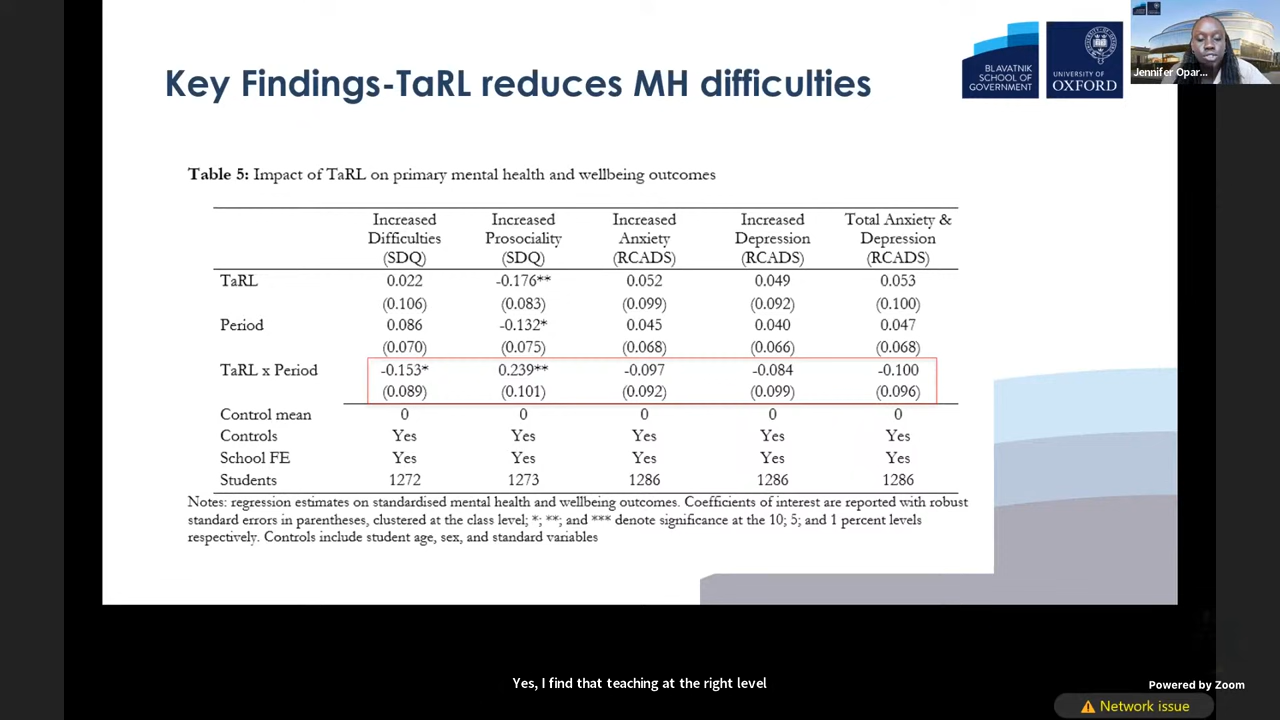 Key Findings-TaRL reduces MH difficulties
BLAVATNIK
SCHOOL OF
GOVERNMENT
UNIVERSITY OF
OXFORD
Jennifer Opar...
Table 5: Impact of TaRL on primary mental health and wellbeing outcomes
Increased Difficulties (SDQ) Increased Prosociality (SDQ) Increased Anxiety (RCADS) Increased Depression (RCADS) Total Anxiety & Depression (RCADS)
TaRL 0.022 -0.176** 0.052 0.049 0.053
(0.106) (0.083) (0.099) (0.092) (0.100)
Period 0.086 -0.132* 0.045 0.040 0.047
(0.070) (0.075) (0.068) (0.066) (0.068)
TaRL x Period -0.153* 0.239** -0.097 -0.084 -0.100
(0.089) (0.101) (0.092) (0.099) (0.096)
Control mean 0 0 0 0 0
Controls Yes Yes Yes Yes Yes
School FE Yes Yes Yes Yes Yes
Students 1272 1273 1286 1286 1286
Notes: regression estimates on standardised mental health and wellbeing outcomes. Coefficients of interest are reported with robust
standard errors in parentheses, clustered at the class level; *; **; and *** denote significance at the 10; 5; and 1 percent levels
respectively. Controls include student age, sex, and standard variables
Yes, I find that teaching at the right level
Powered by Zoom
Network issue